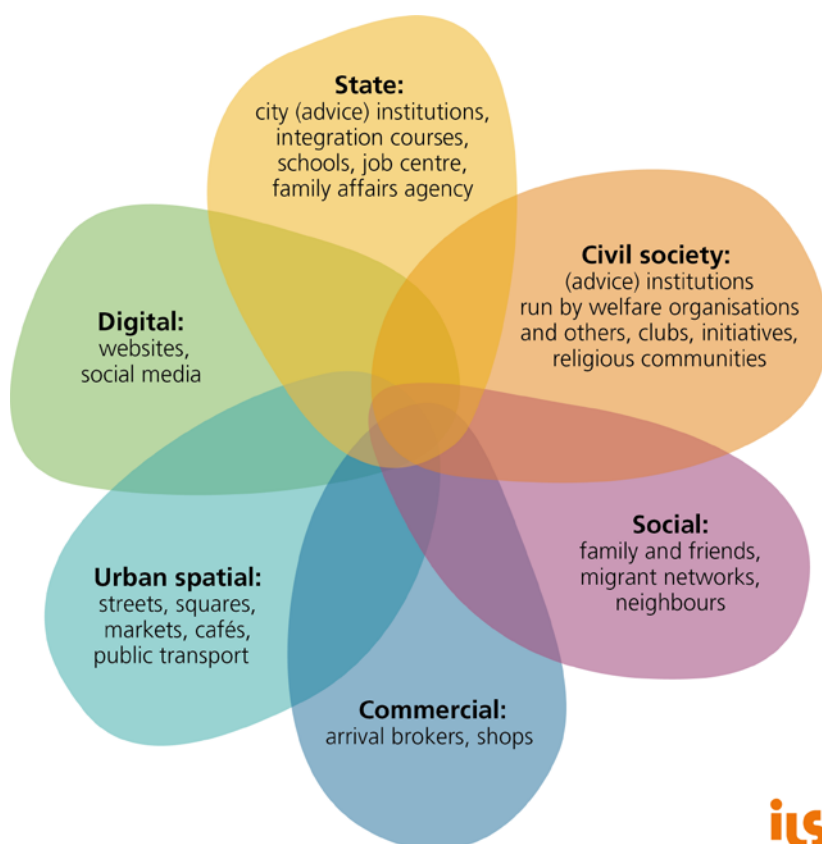 State:
city (advice) institutions,
integration courses,
schools, job centre,
family affairs agency
Civil society:
(advice) institutions
run by welfare organisations
and others, clubs, initiatives,
religious communities
Digital:
websites,
social media
Social:
family and friends,
migrant networks,
neighbours
Urban spatial:
streets, squares,
markets, cafés,
public transport
Commercial:
arrival brokers, shops
ils